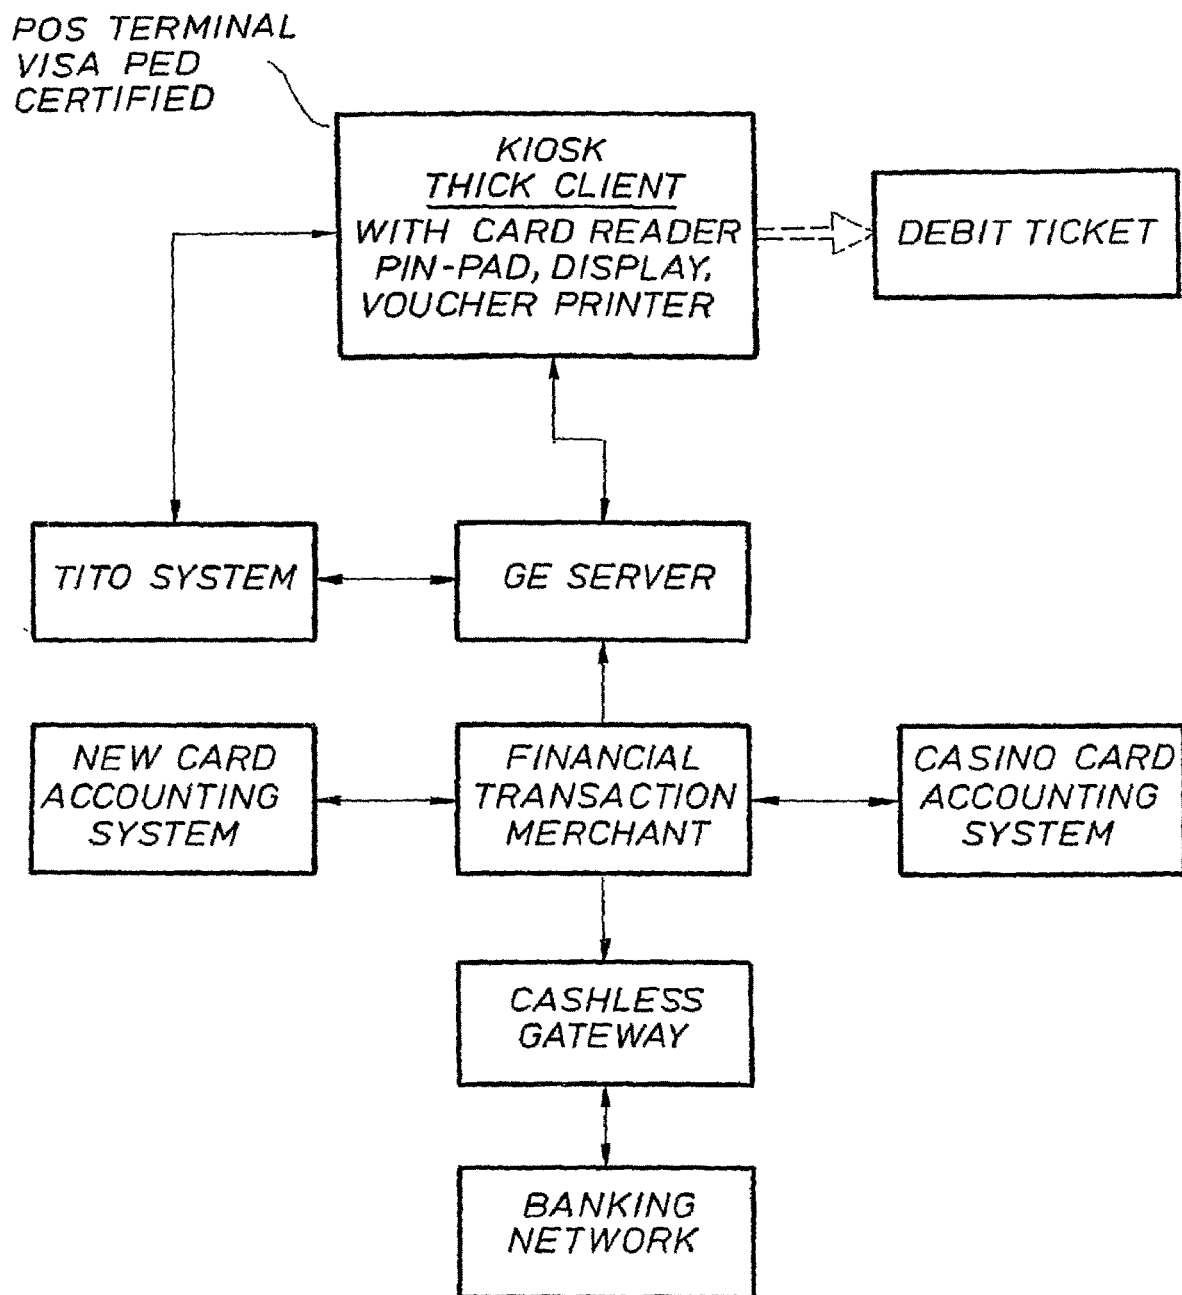 POS TERMINAL
VISA PED
CERTIFIED
KIOSK
THICK CLIENT
WITH CARD READER
PIN-PAD, DISPLAY,
VOUCHER PRINTER
DEBIT TICKET
TITO SYSTEM
GE SERVER
NEW CARD
ACCOUNTING
SYSTEM
FINANCIAL
TRANSACTION
MERCHANT
CASINO CARD
ACCOUNTING
SYSTEM
CASHLESS
GATEWAY
BANKING
NETWORK